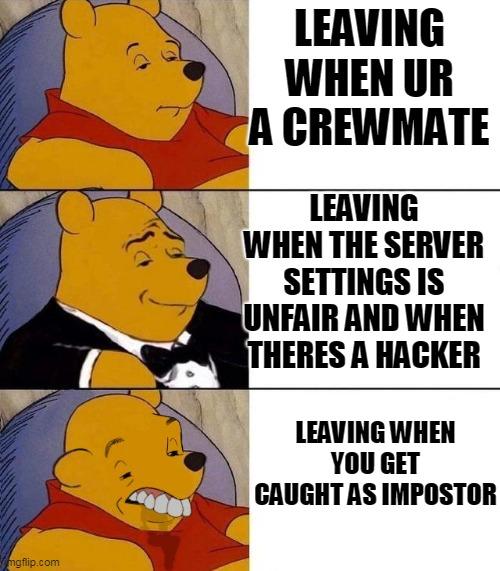 LEAVING
WHEN UR
A CREWMATE
LEAVING
WHEN THE SERVER
SETTINGS IS
UNFAIR AND WHEN
THERES A HACKER
LEAVING WHEN
YOU GET
CAUGHT AS IMPOSTOR
imgflip.com